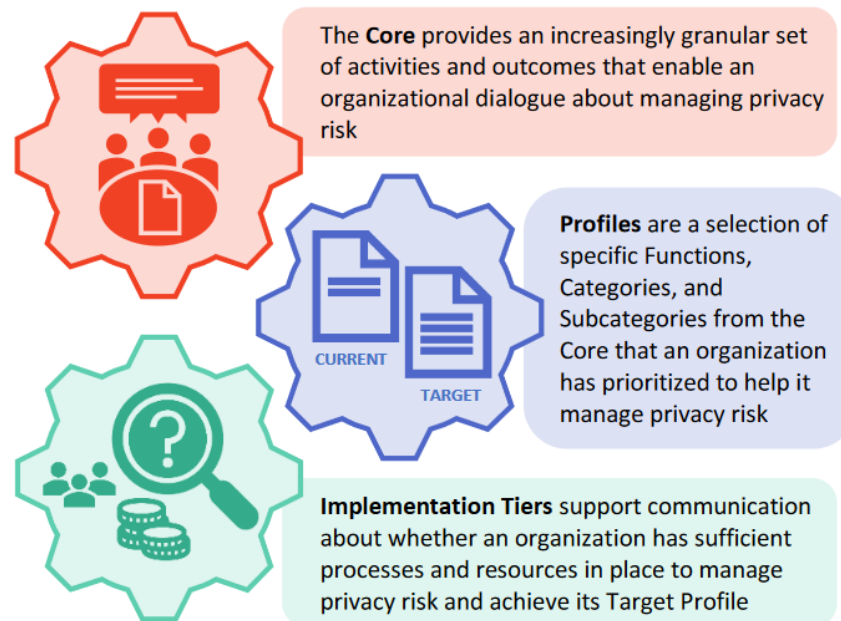 The Core provides an increasingly granular set
of activities and outcomes that enable an
organizational dialogue about managing privacy
risk
Profiles are a selection of
specific Functions,
Categories, and
Subcategories from the
Core that an organization
has prioritized to help it
manage privacy risk
CURRENT
TARGET
Implementation Tiers support communication
about whether an organization has sufficient
processes and resources in place to manage
privacy risk and achieve its Target Profile